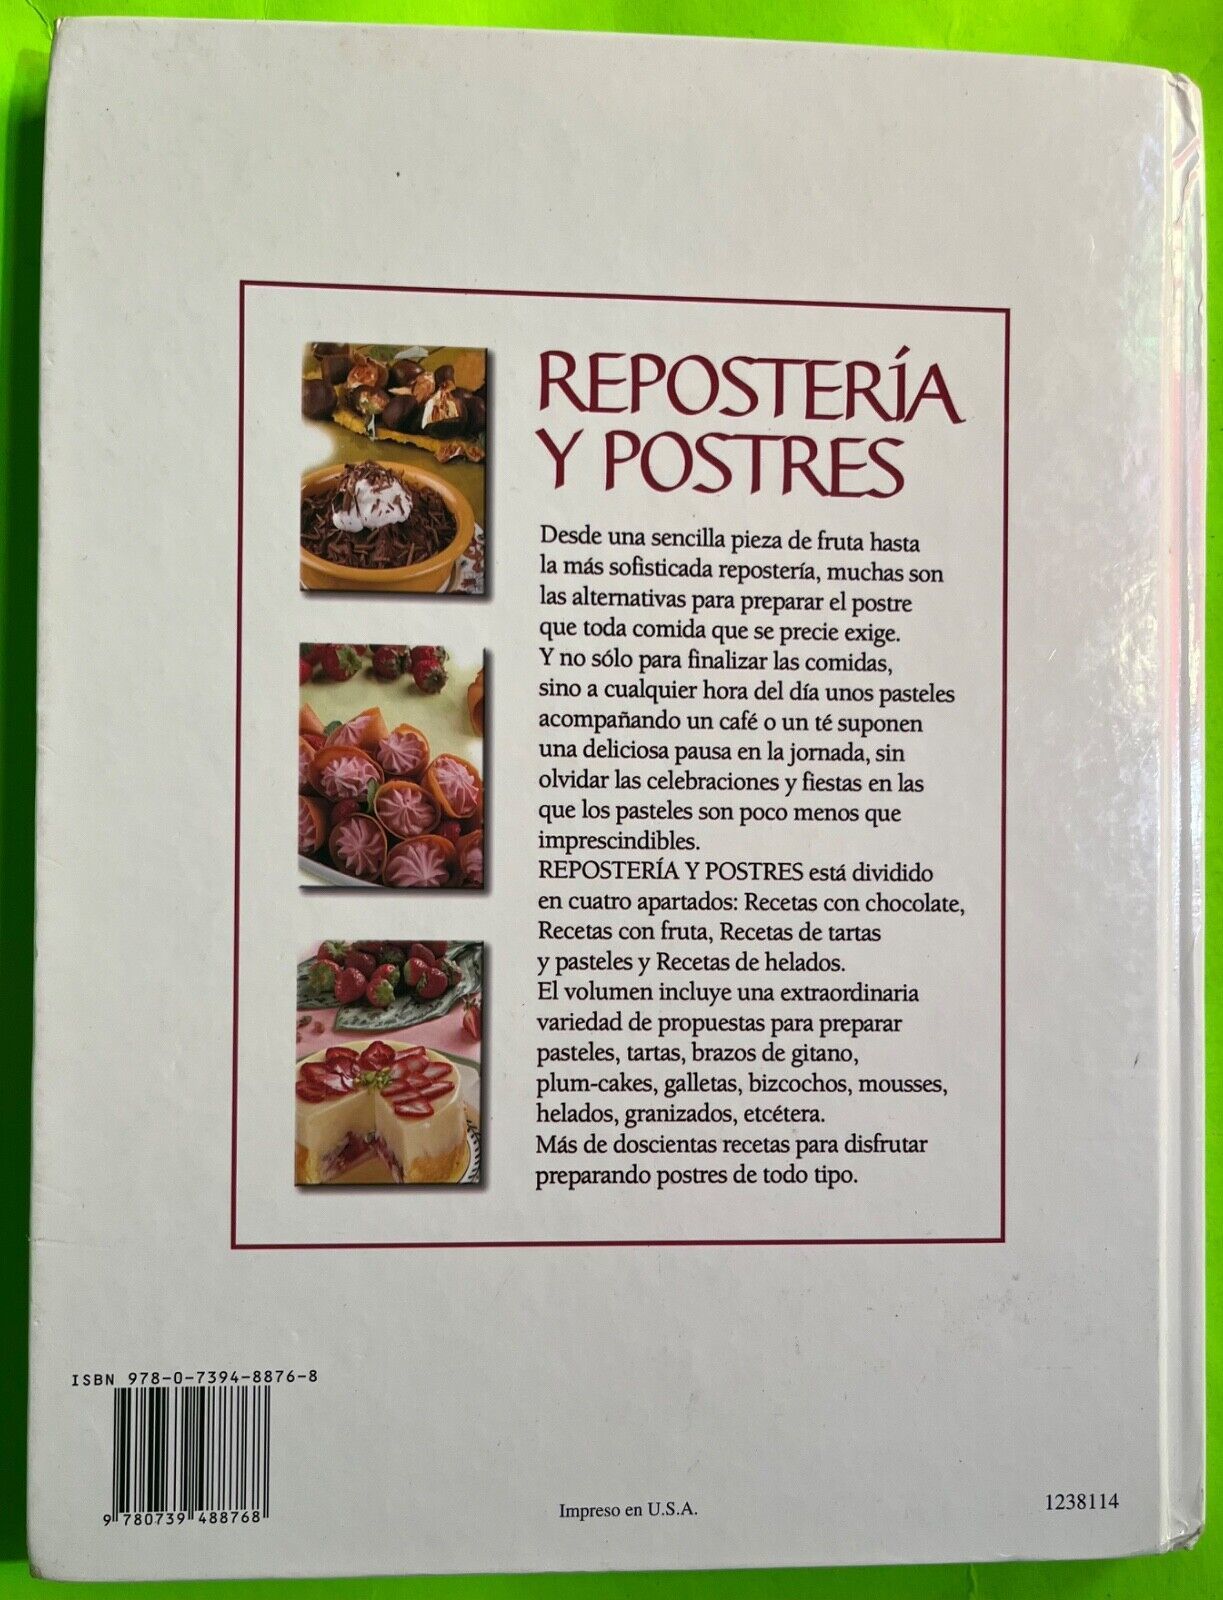 REPOSTERÍA
Y POSTRES
Desde una sencilla pieza de fruta hasta
la más sofisticada repostería, muchas son
las alternativas para preparar el postre
que toda comida que se precie exige.
Y no sólo para finalizar las comidas,
sino a cualquier hora del día unos pasteles
acompañando un café o un té suponen
una deliciosa pausa en la jornada, sin
olvidar las celebraciones y fiestas en las
que los pasteles son poco menos que
imprescindibles.
REPOSTERÍA Y POSTRES está dividido
en cuatro apartados: Recetas con chocolate,
Recetas con fruta, Recetas de tartas
y pasteles y Recetas de helados.
El volumen incluye una extraordinaria
variedad de propuestas para preparar
pasteles, tartas, brazos de gitano,
plum-cakes, galletas, bizcochos, mousses,
helados, granizados, etcétera.
Más de doscientas recetas para disfrutar
preparando postres de todo tipo.
ISBN 978-0-7394-8876-8
9 780739 488768
Impreso en U.S.A.
1238114